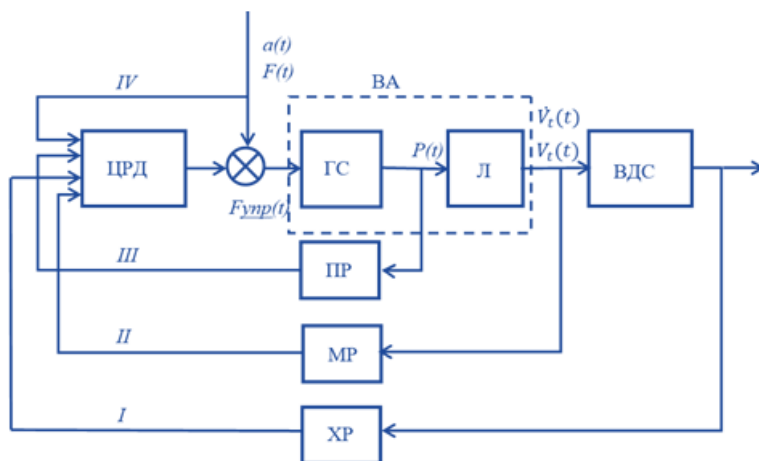 a(t)
F(t)
IV
ВА
V̇ₜ(t)
ЦРД
ГС
P(t)
Л
Vₜ(t)
ВДС
Fупр(t)
III
ПР
II
МР
I
ХР